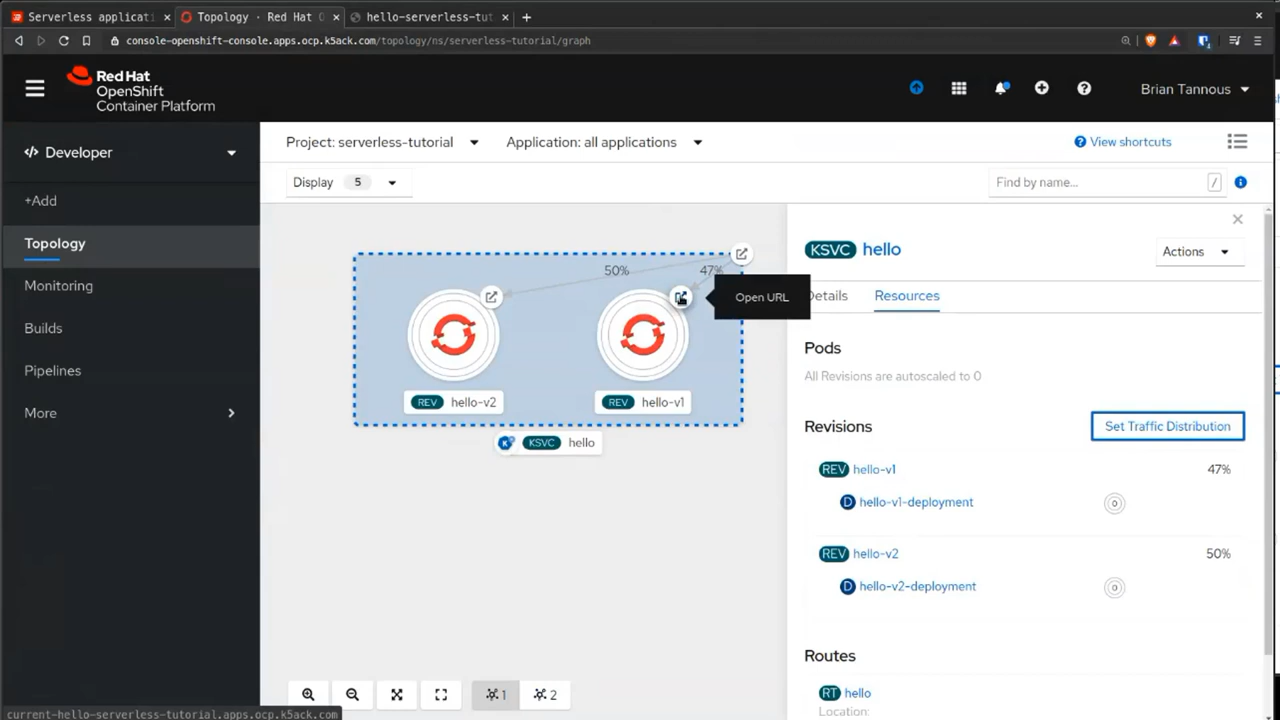 Serverless applicati
Topology · Red Hat O
hello-serverless-tut
console-openshift-console.apps.ocp.k5ack.com/topology/ns/serverless-tutorial/graph
Red Hat
OpenShift
Container Platform
Brian Tannous
Developer
+Add
Topology
Monitoring
Builds
Pipelines
More
Project: serverless-tutorial
Application: all applications
View shortcuts
Display 5
Find by name... /
50%
47%
Open URL
REV hello-v2
REV hello-v1
KSVC hello
1
2
KSVC hello
Actions
Details
Resources
Pods
All Revisions are autoscaled to 0
Revisions
Set Traffic Distribution
REV hello-v1 47%
D hello-v1-deployment 0
REV hello-v2 50%
D hello-v2-deployment 0
Routes
RT hello
Location:
current-hello-serverless-tutorial.apps.ocp.k5ack.com